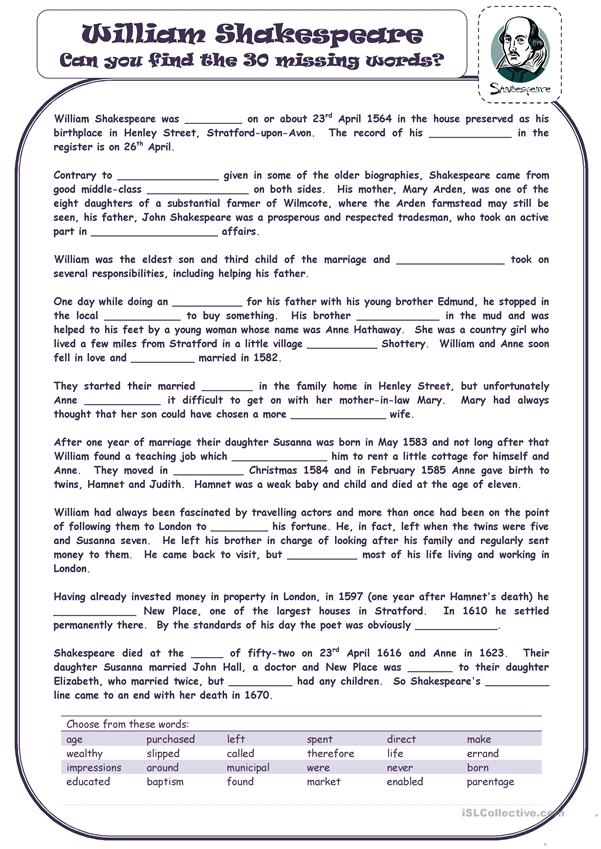 William Shakespeare
Can you find the 30 missing words?
Shakespeare
William Shakespeare was _________ on or about 23rd April 1564 in the house preserved as his
birthplace in Henley Street, Stratford-upon-Avon. The record of his _____________ in the
register is on 26th April.
Contrary to ________________ given in some of the older biographies, Shakespeare came from
good middle-class ________________ on both sides. His mother, Mary Arden, was one of the
eight daughters of a substantial farmer of Wilmcote, where the Arden farmstead may still be
seen, his father, John Shakespeare was a prosperous and respected tradesman, who took an active
part in ____________________ affairs.
William was the eldest son and third child of the marriage and _________________ took on
several responsibilities, including helping his father.
One day while doing an ___________ for his father with his young brother Edmund, he stopped in
the local ____________ to buy something. His brother _____________ in the mud and was
helped to his feet by a young woman whose name was Anne Hathaway. She was a country girl who
lived a few miles from Stratford in a little village ___________ Shottery. William and Anne soon
fell in love and __________ married in 1582.
They started their married ________ in the family home in Henley Street, but unfortunately
Anne ____________ it difficult to get on with her mother-in-law Mary. Mary had always
thought that her son could have chosen a more _______________ wife.
After one year of marriage their daughter Susanna was born in May 1583 and not long after that
William found a teaching job which _______________ him to rent a little cottage for himself and
Anne. They moved in ___________ Christmas 1584 and in February 1585 Anne gave birth to
twins, Hamnet and Judith. Hamnet was a weak baby and child and died at the age of eleven.
William had always been fascinated by travelling actors and more than once had been on the point
of following them to London to _________ his fortune. He, in fact, left when the twins were five
and Susanna seven. He left his brother in charge of looking after his family and regularly sent
money to them. He came back to visit, but ___________ most of his life living and working in
London.
Having already invested money in property in London, in 1597 (one year after Hamnet's death) he
_____________ New Place, one of the largest houses in Stratford. In 1610 he settled
permanently there. By the standards of his day the poet was obviously _____________.
Shakespeare died at the _____ of fifty-two on 23rd April 1616 and Anne in 1623. Their
daughter Susanna married John Hall, a doctor and New Place was _______ to their daughter
Elizabeth, who married twice, but __________ had any children. So Shakespeare's __________
line came to an end with her death in 1670.
Choose from these words:
age purchased left spent direct make
wealthy slipped called therefore life errand
impressions around municipal were never born
educated baptism found market enabled parentage
iSLCollective.com